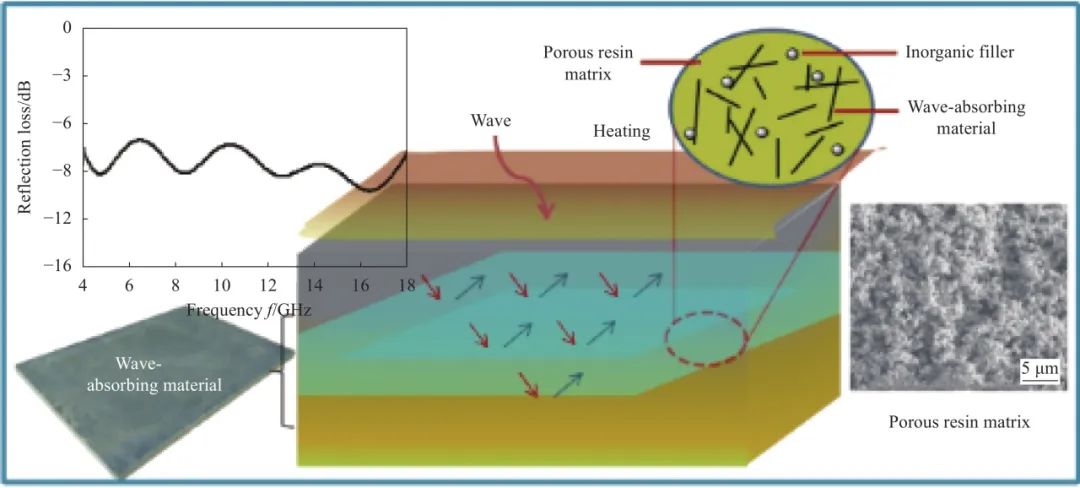 0
−3
−6
−8
−12
−16
Reflection loss/dB
4 6 8 10 12 14 16 18
Frequency f/GHz
Wave-
absorbing material
Wave
Heating
Porous resin
matrix
Inorganic filler
Wave-absorbing
material
5 μm
Porous resin matrix